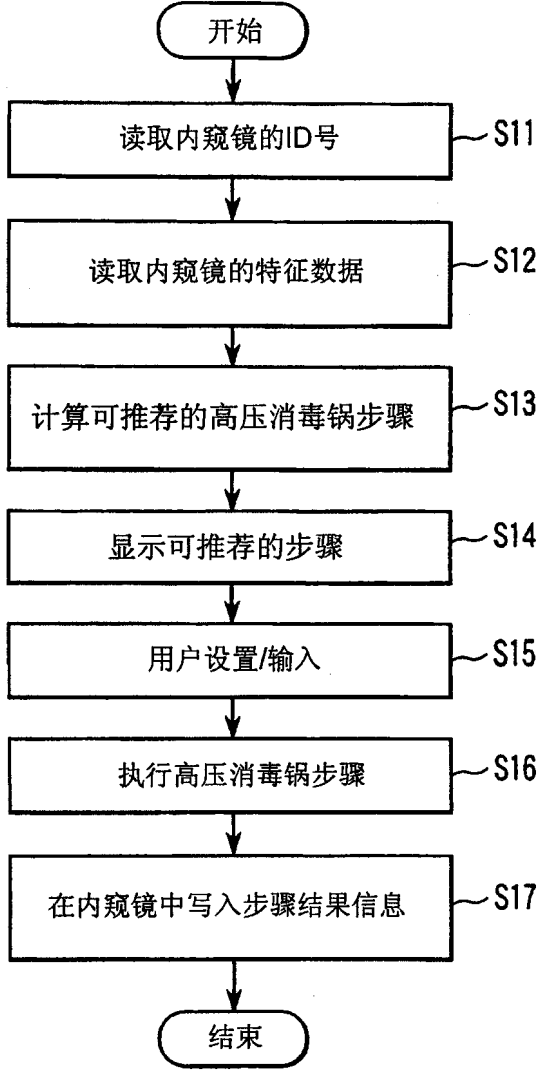 开始
读取内窥镜的ID号
S11
读取内窥镜的特征数据
S12
计算可推荐的高压消毒锅步骤
S13
显示可推荐的步骤
S14
用户设置/输入
S15
执行高压消毒锅步骤
S16
在内窥镜中写入步骤结果信息
S17
结束